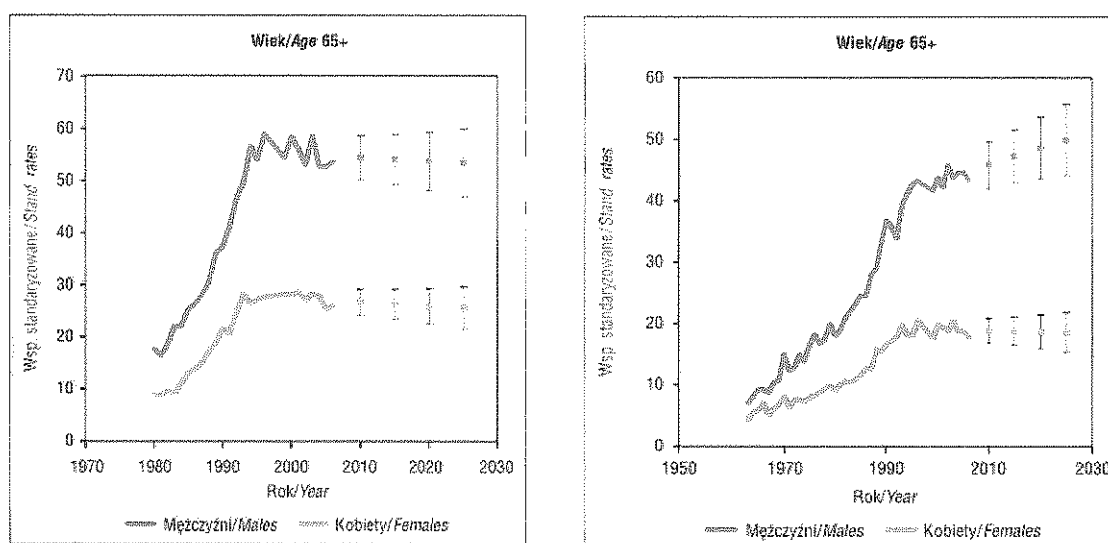 Wiek/Age 65+
70
60
50
40
30
20
10
0
Wsp. standaryzowane/Stand rates
1970 1980 1990 2000 2010 2020 2030
Rok/Year
Mężczyźni/Males Kobiety/Females
Wiek/Age 65+
60
50
40
30
20
10
0
Wsp. standaryzowane/Stand rates
1950 1970 1990 2010 2030
Rok/Year
Mężczyźni/Males Kobiety/Females